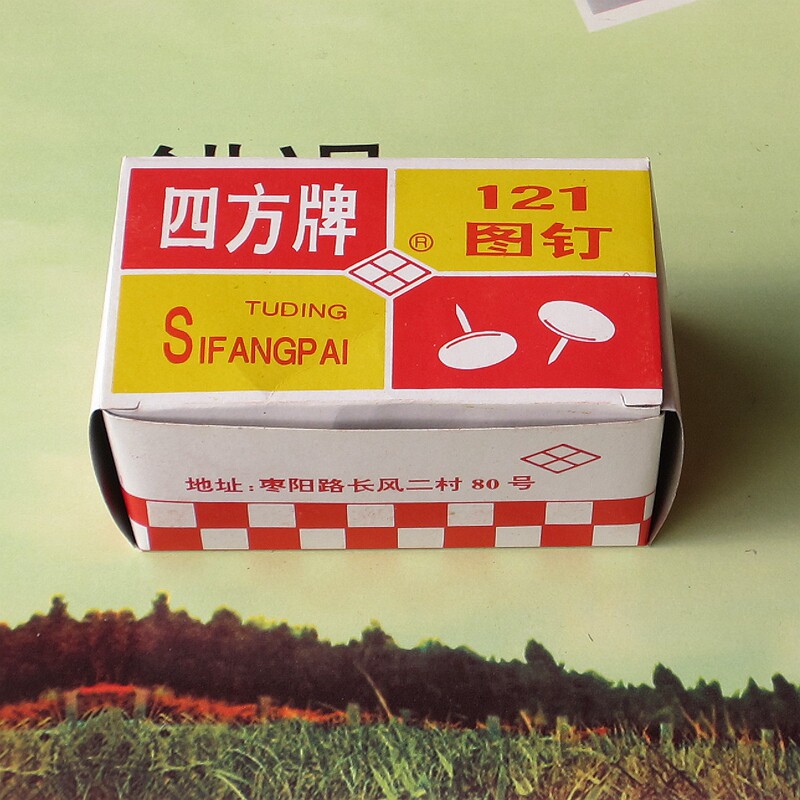 四方牌
121
® 图钉
TUDING
SIFANGPAI
地址:枣阳路长风二村 80 号